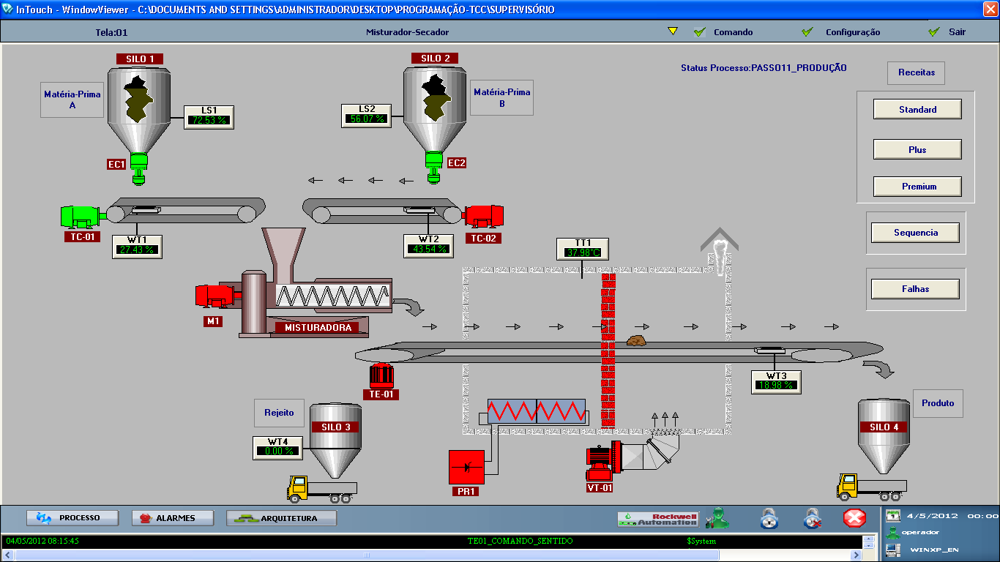 InTouch - WindowViewer - C:\DOCUMENTS AND SETTINGS\ADMINISTRADOR\DESKTOP\PROGRAMAÇÃO-TCC\SUPERVISÓRIO
Tela:01
Misturador-Secador
Comando
Configuração
Sair
SILO 1
SILO 2
Status Processo:PASSO11_PRODUÇÃO
Receitas
Matéria-Prima
A
Matéria-Prima
B
LS1
72.53 %
LS2
56.07 %
Standard
Plus
Premium
EC1
EC2
TC-01
WT1
27.43 %
WT2
43.54 %
TC-02
Sequencia
TT1
37.98°C
Falhas
M1
MISTURADORA
TE-01
WT3
18.98 %
Rejeito
SILO 3
WT4
0.00 %
Produto
SILO 4
PR1
VT-01
PROCESSO
ALARMES
ARQUITETURA
Rockwell
Automation
4/5/2012 00:00
operador
WINXP_EN
04/05/2012 08:15:45 TE01_COMANDO_SENTIDO $System